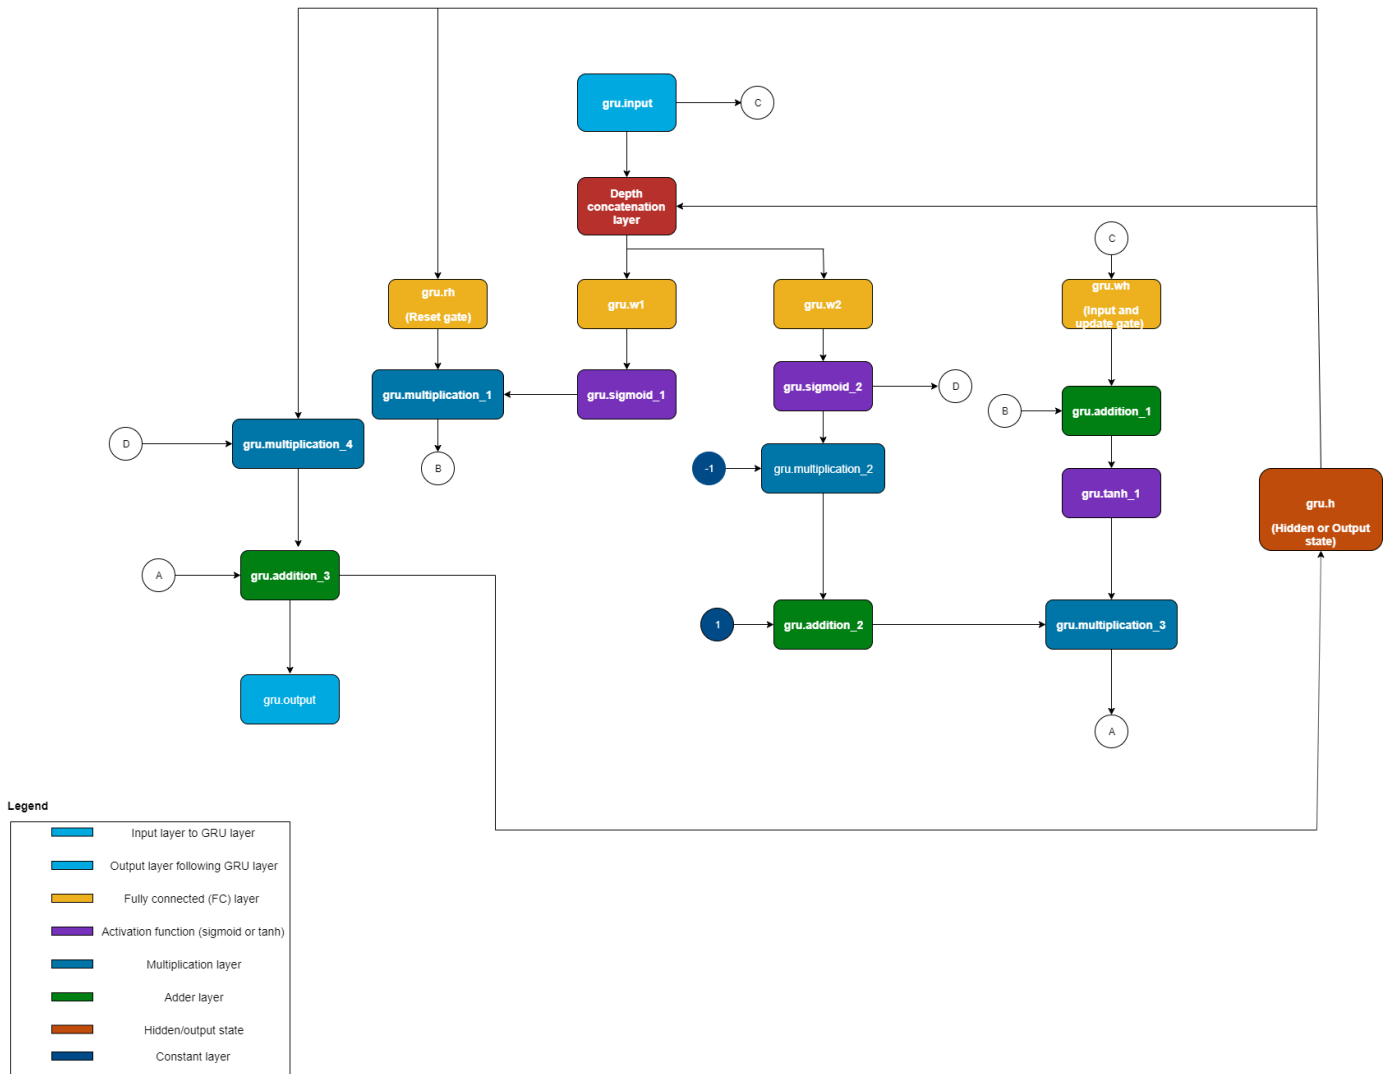 gru.input
C
Depth
concatenation
layer
C
gru.rh
(Reset gate)
gru.w1
gru.w2
gru.wh
(Input and
update gate)
gru.multiplication_1
gru.sigmoid_1
gru.sigmoid_2
D
B
gru.addition_1
D
gru.multiplication_4
B
-1
gru.multiplication_2
gru.tanh_1
gru.h
(Hidden or Output
state)
A
gru.addition_3
1
gru.addition_2
gru.multiplication_3
gru.output
A
Legend
Input layer to GRU layer
Output layer following GRU layer
Fully connected (FC) layer
Activation function (sigmoid or tanh)
Multiplication layer
Adder layer
Hidden/output state
Constant layer